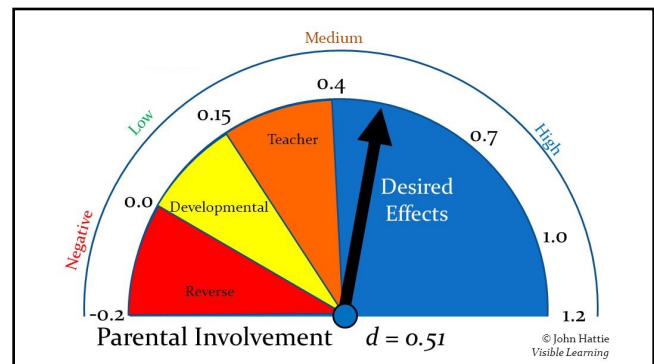 Medium
0.4
0.15
Low
Teacher
0.7
High
Desired
Effects
0.0
Developmental
Negative
1.0
Reverse
-0.2
1.2
Parental Involvement d = 0.51
© John Hattie
Visible Learning